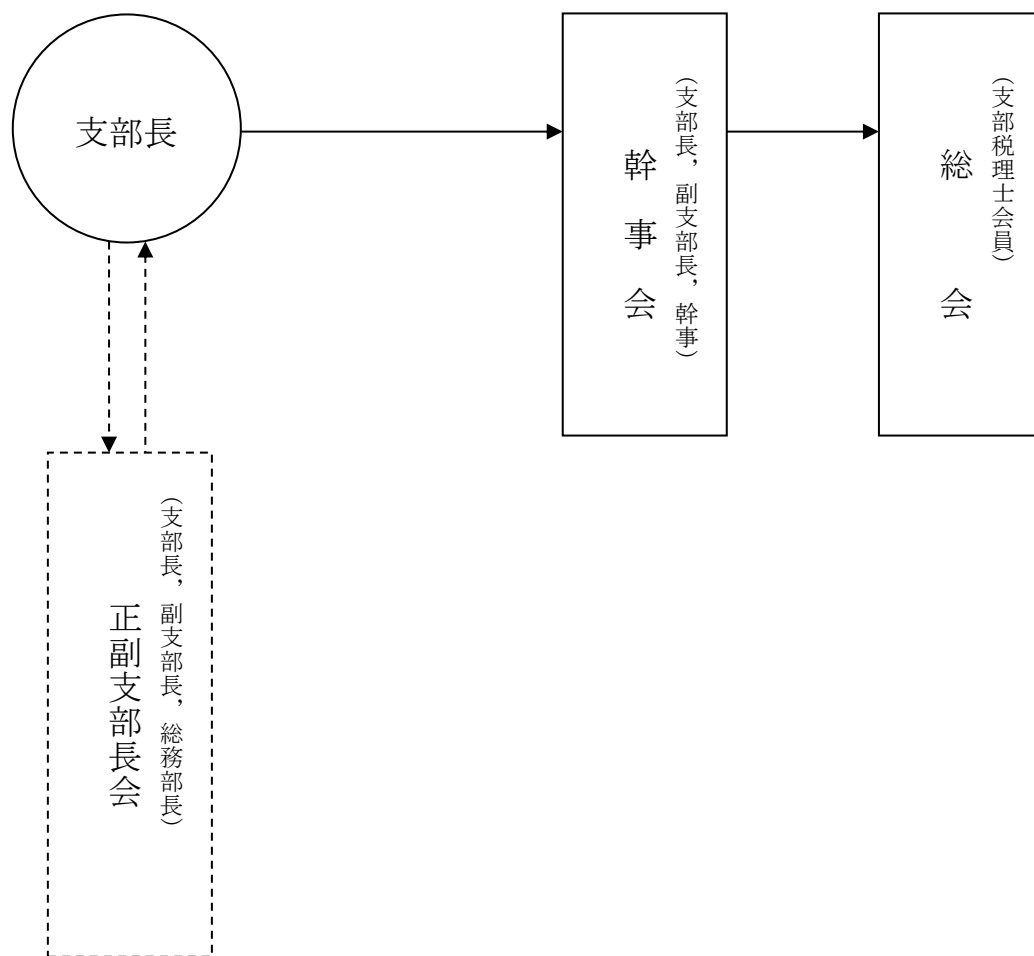 支部長
幹事会
（支部長，副支部長，幹事）
総会
（支部税理士会員）
正副支部長会
（支部長，副支部長，総務部長）